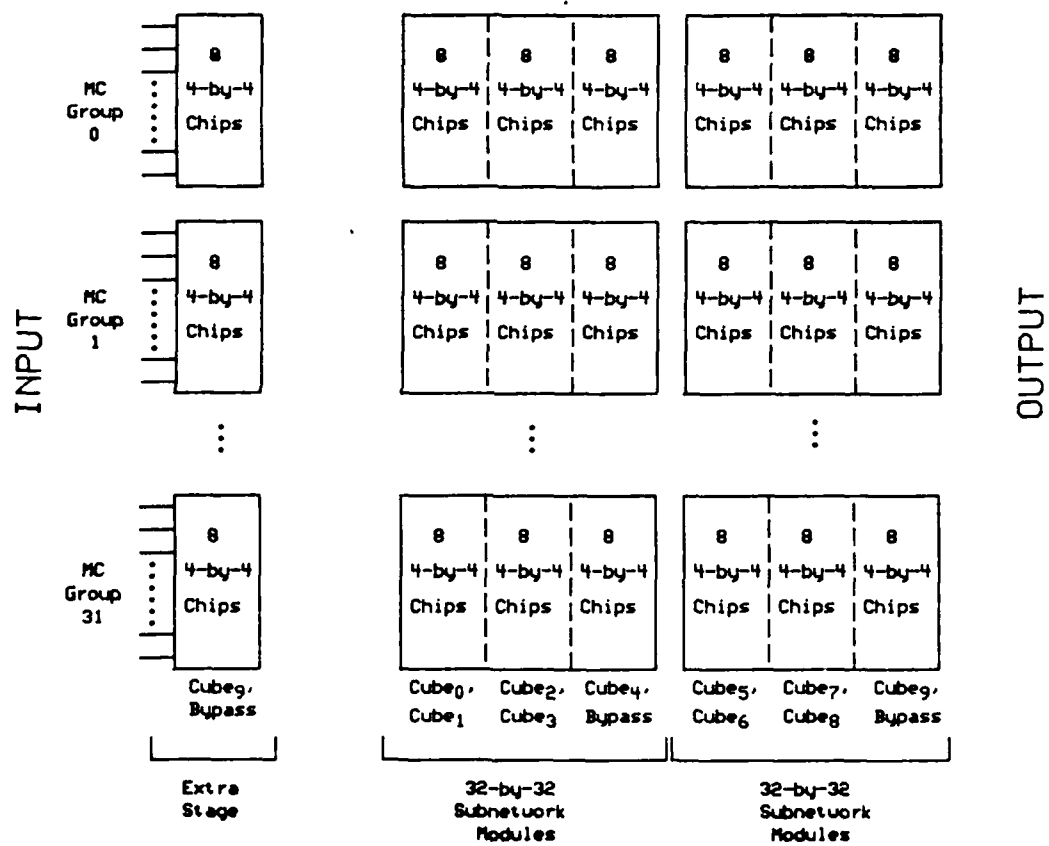 INPUT
OUTPUT
MC
Group
0
8 8 8 8 8 8 8
4-by-4 4-by-4 4-by-4 4-by-4 4-by-4 4-by-4 4-by-4
Chips Chips Chips Chips Chips Chips Chips
MC
Group
1
8 8 8 8 8 8 8
4-by-4 4-by-4 4-by-4 4-by-4 4-by-4 4-by-4 4-by-4
Chips Chips Chips Chips Chips Chips Chips
MC
Group
31
8 8 8 8 8 8 8
4-by-4 4-by-4 4-by-4 4-by-4 4-by-4 4-by-4 4-by-4
Chips Chips Chips Chips Chips Chips Chips
Cube₉,
Bypass
Cube₀,
Cube₁
Cube₂,
Cube₃
Cube₄,
Bypass
Cube₅,
Cube₆
Cube₇,
Cube₈
Cube₉,
Bypass
Extra
Stage
32-by-32
Subnetwork
Modules
32-by-32
Subnetwork
Modules